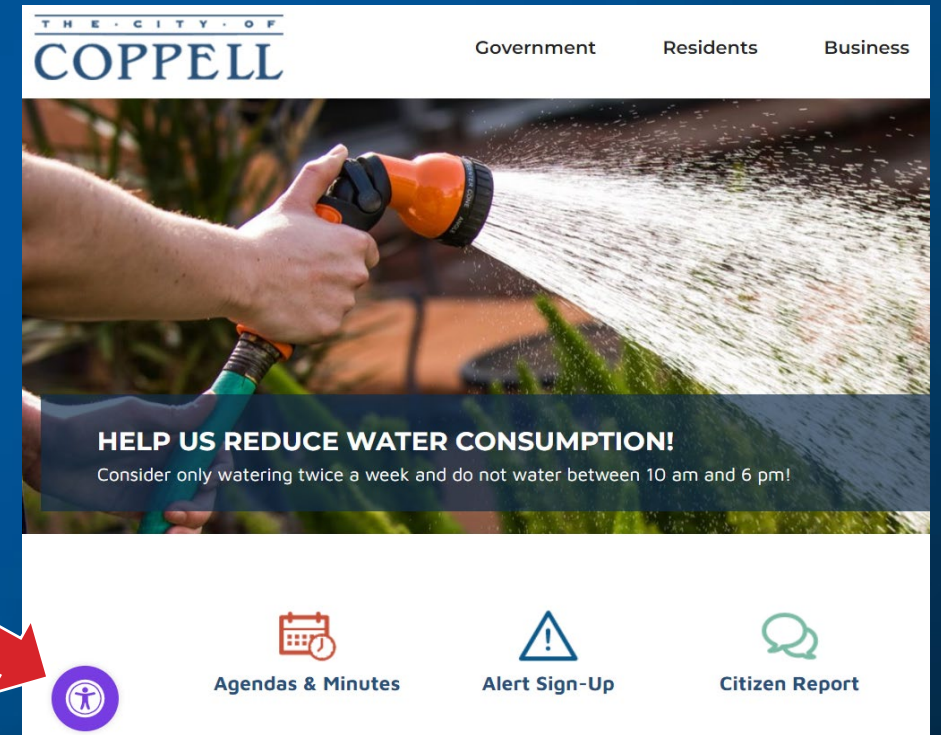 THE · CITY · OF
COPPELL
Government Residents Business
HELP US REDUCE WATER CONSUMPTION!
Consider only watering twice a week and do not water between 10 am and 6 pm!
Agendas & Minutes Alert Sign-Up Citizen Report